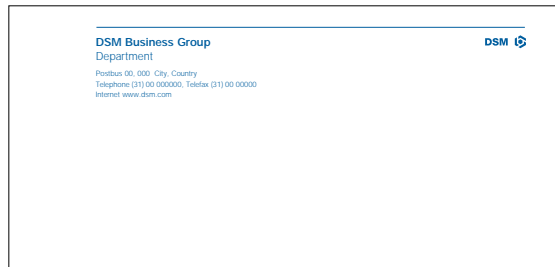 DSM Business Group
DSM
Department
Postbus 00, 000 City, Country
Telephone (31) 00 000000, Telefax (31) 00 00000
Internet www.dsm.com